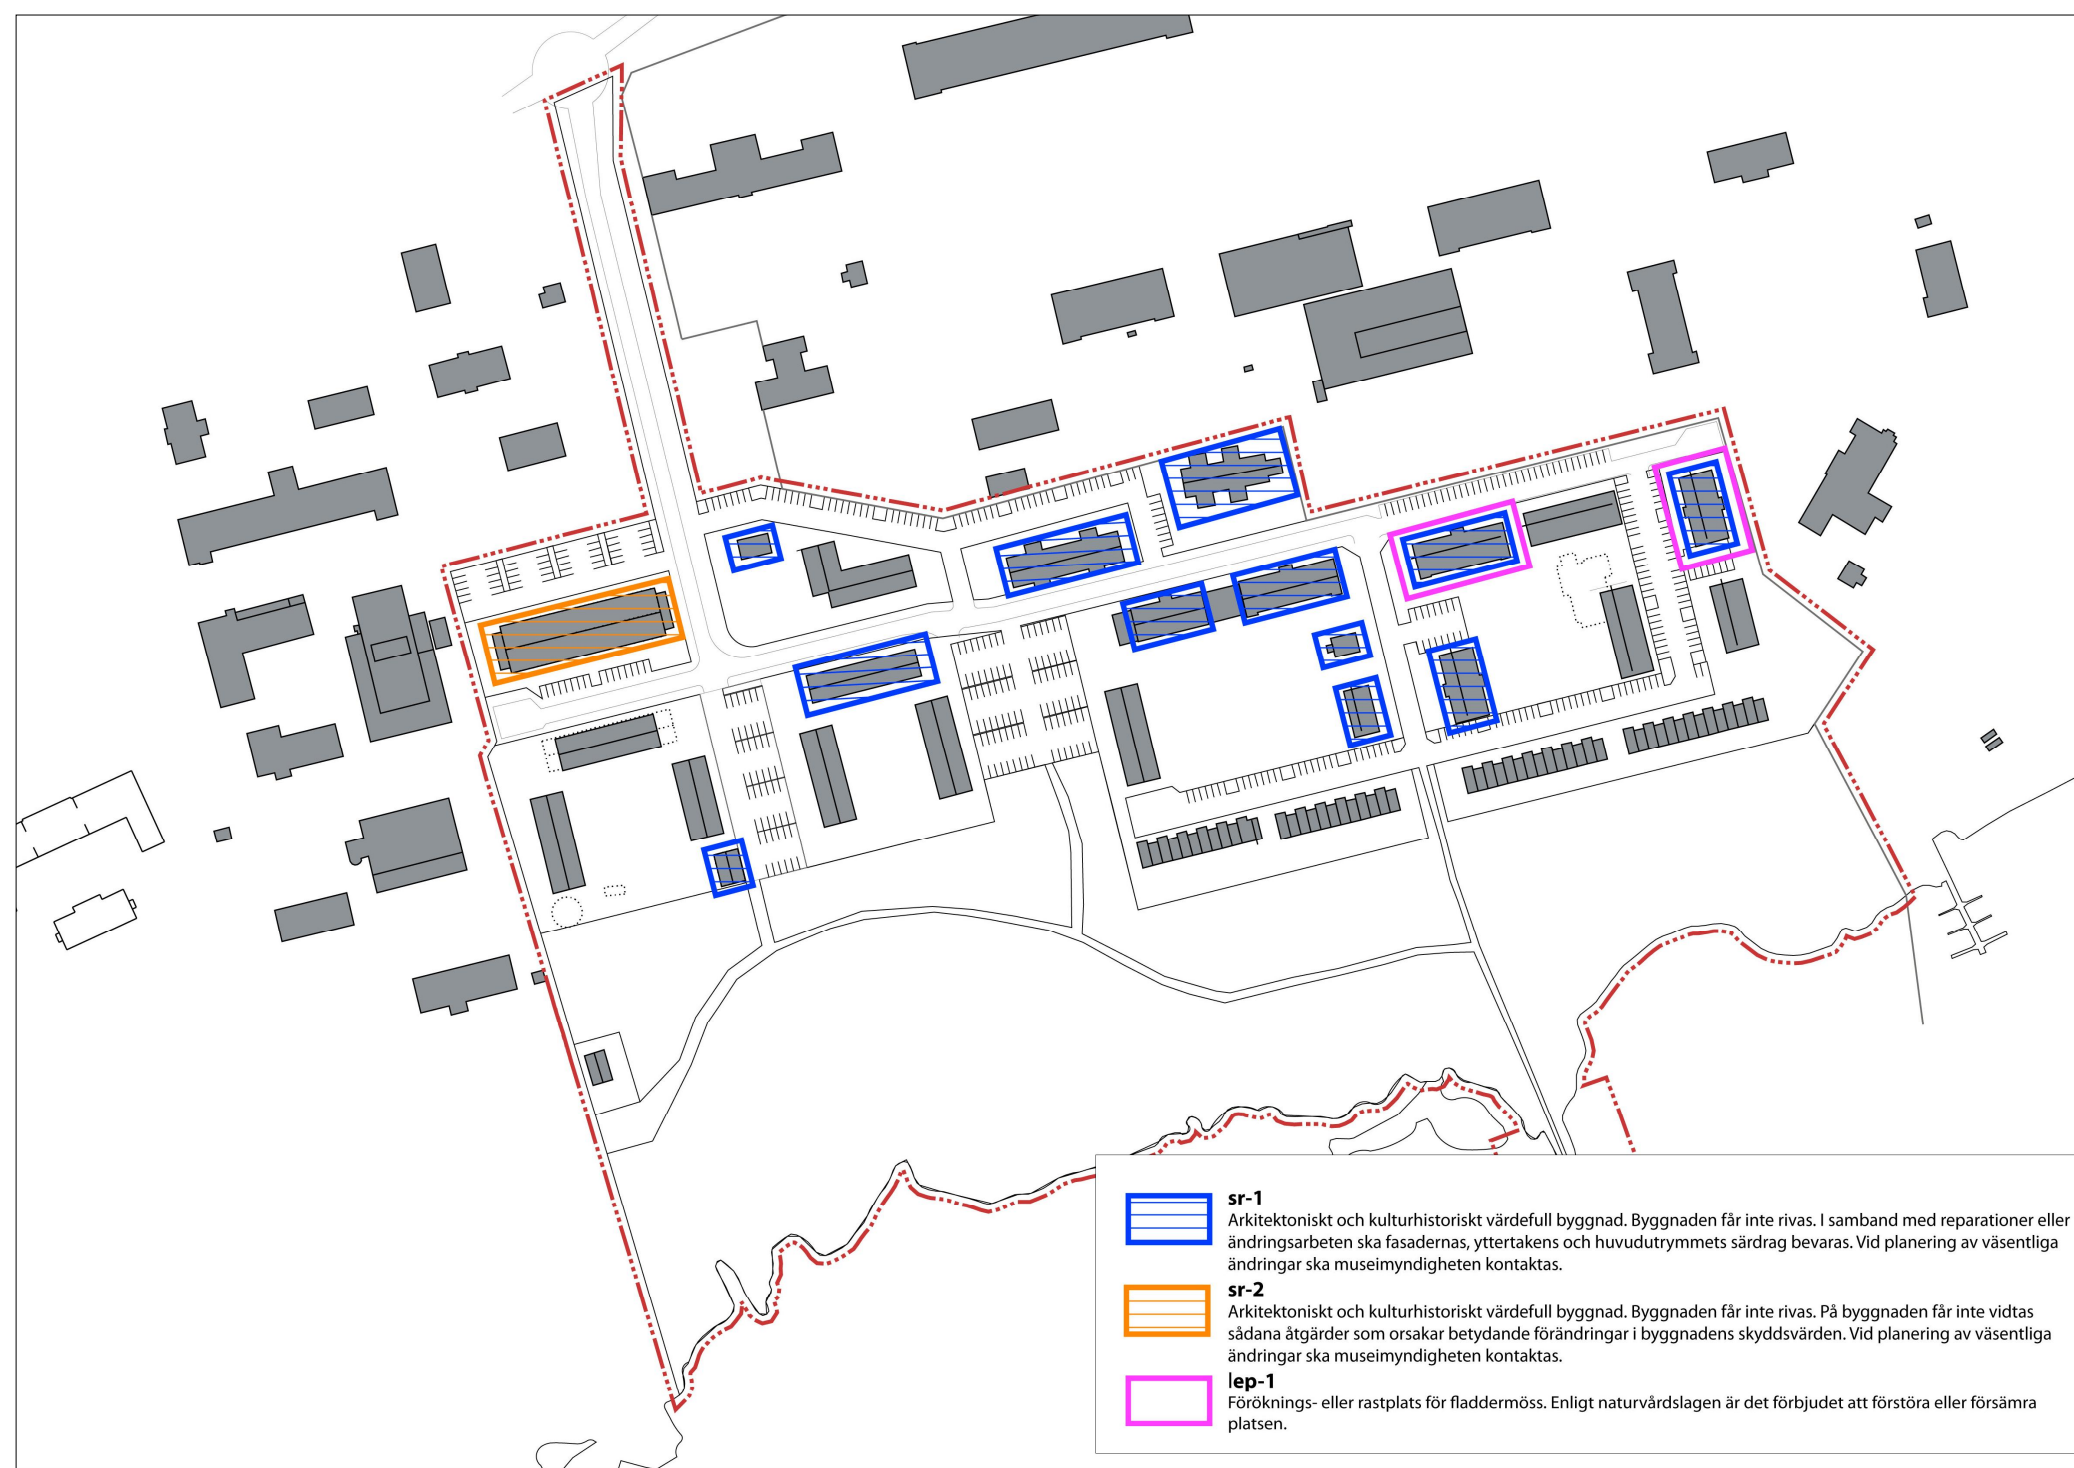 sr-1
Arkitektoniskt och kulturhistoriskt värdefull byggnad. Byggnaden får inte rivas. I samband med reparationer eller
ändringsarbeten ska fasadernas, yttertakens och huvudutrymmets särdrag bevaras. Vid planering av väsentliga
ändringar ska museimyndigheten kontaktas.
sr-2
Arkitektoniskt och kulturhistoriskt värdefull byggnad. Byggnaden får inte rivas. På byggnaden får inte vidtas
sådana åtgärder som orsakar betydande förändringar i byggnadens skyddsvärden. Vid planering av väsentliga
ändringar ska museimyndigheten kontaktas.
lep-1
Föröknings- eller rastplats för fladdermöss. Enligt naturvårdslagen är det förbjudet att förstöra eller försämra
platsen.